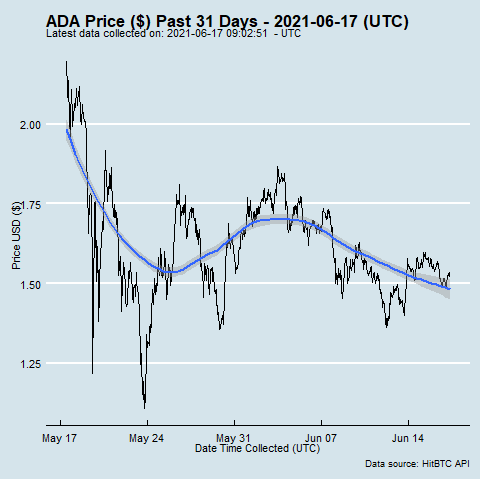 ADA Price ($) Past 31 Days - 2021-06-17 (UTC)
Latest data collected on: 2021-06-17 09:02:51 - UTC
Price USD ($)
2.00
1.75
1.50
1.25
May 17 May 24 May 31 Jun 07 Jun 14
Date Time Collected (UTC)
Data source: HitBTC API